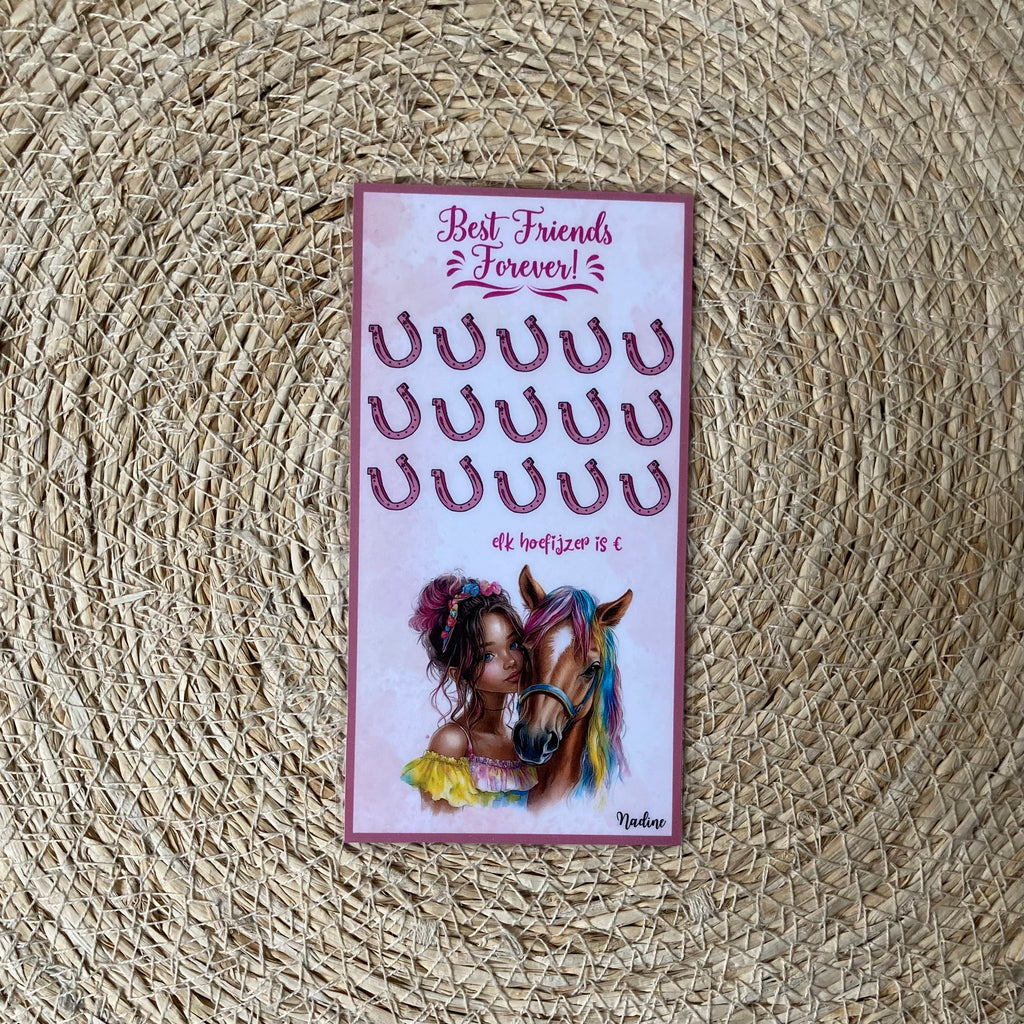 Best Friends
Forever!
elk hoefijzer is €
Nadine